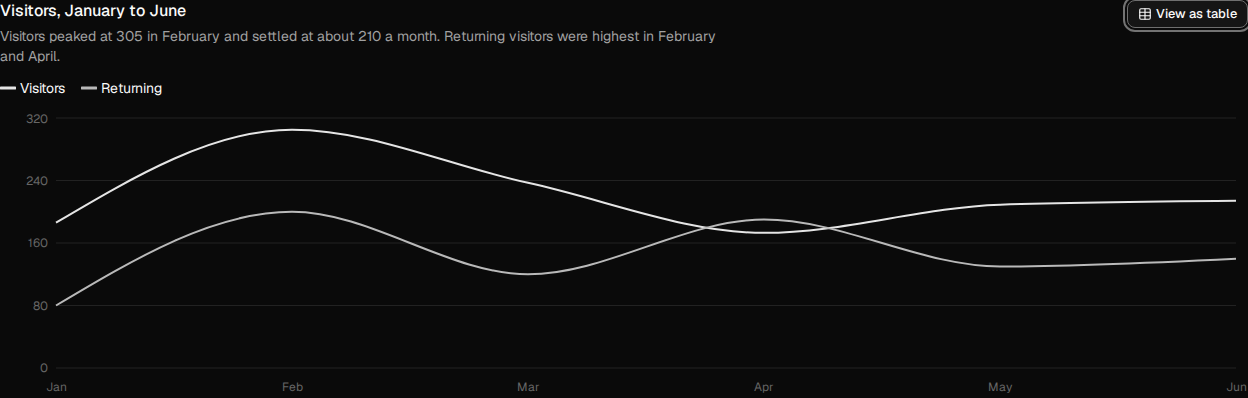 Visitors, January to June
View as table
Visitors peaked at 305 in February and settled at about 210 a month. Returning visitors were highest in February
and April.
Visitors Returning
320
240
160
80
0
Jan Feb Mar Apr May Jun